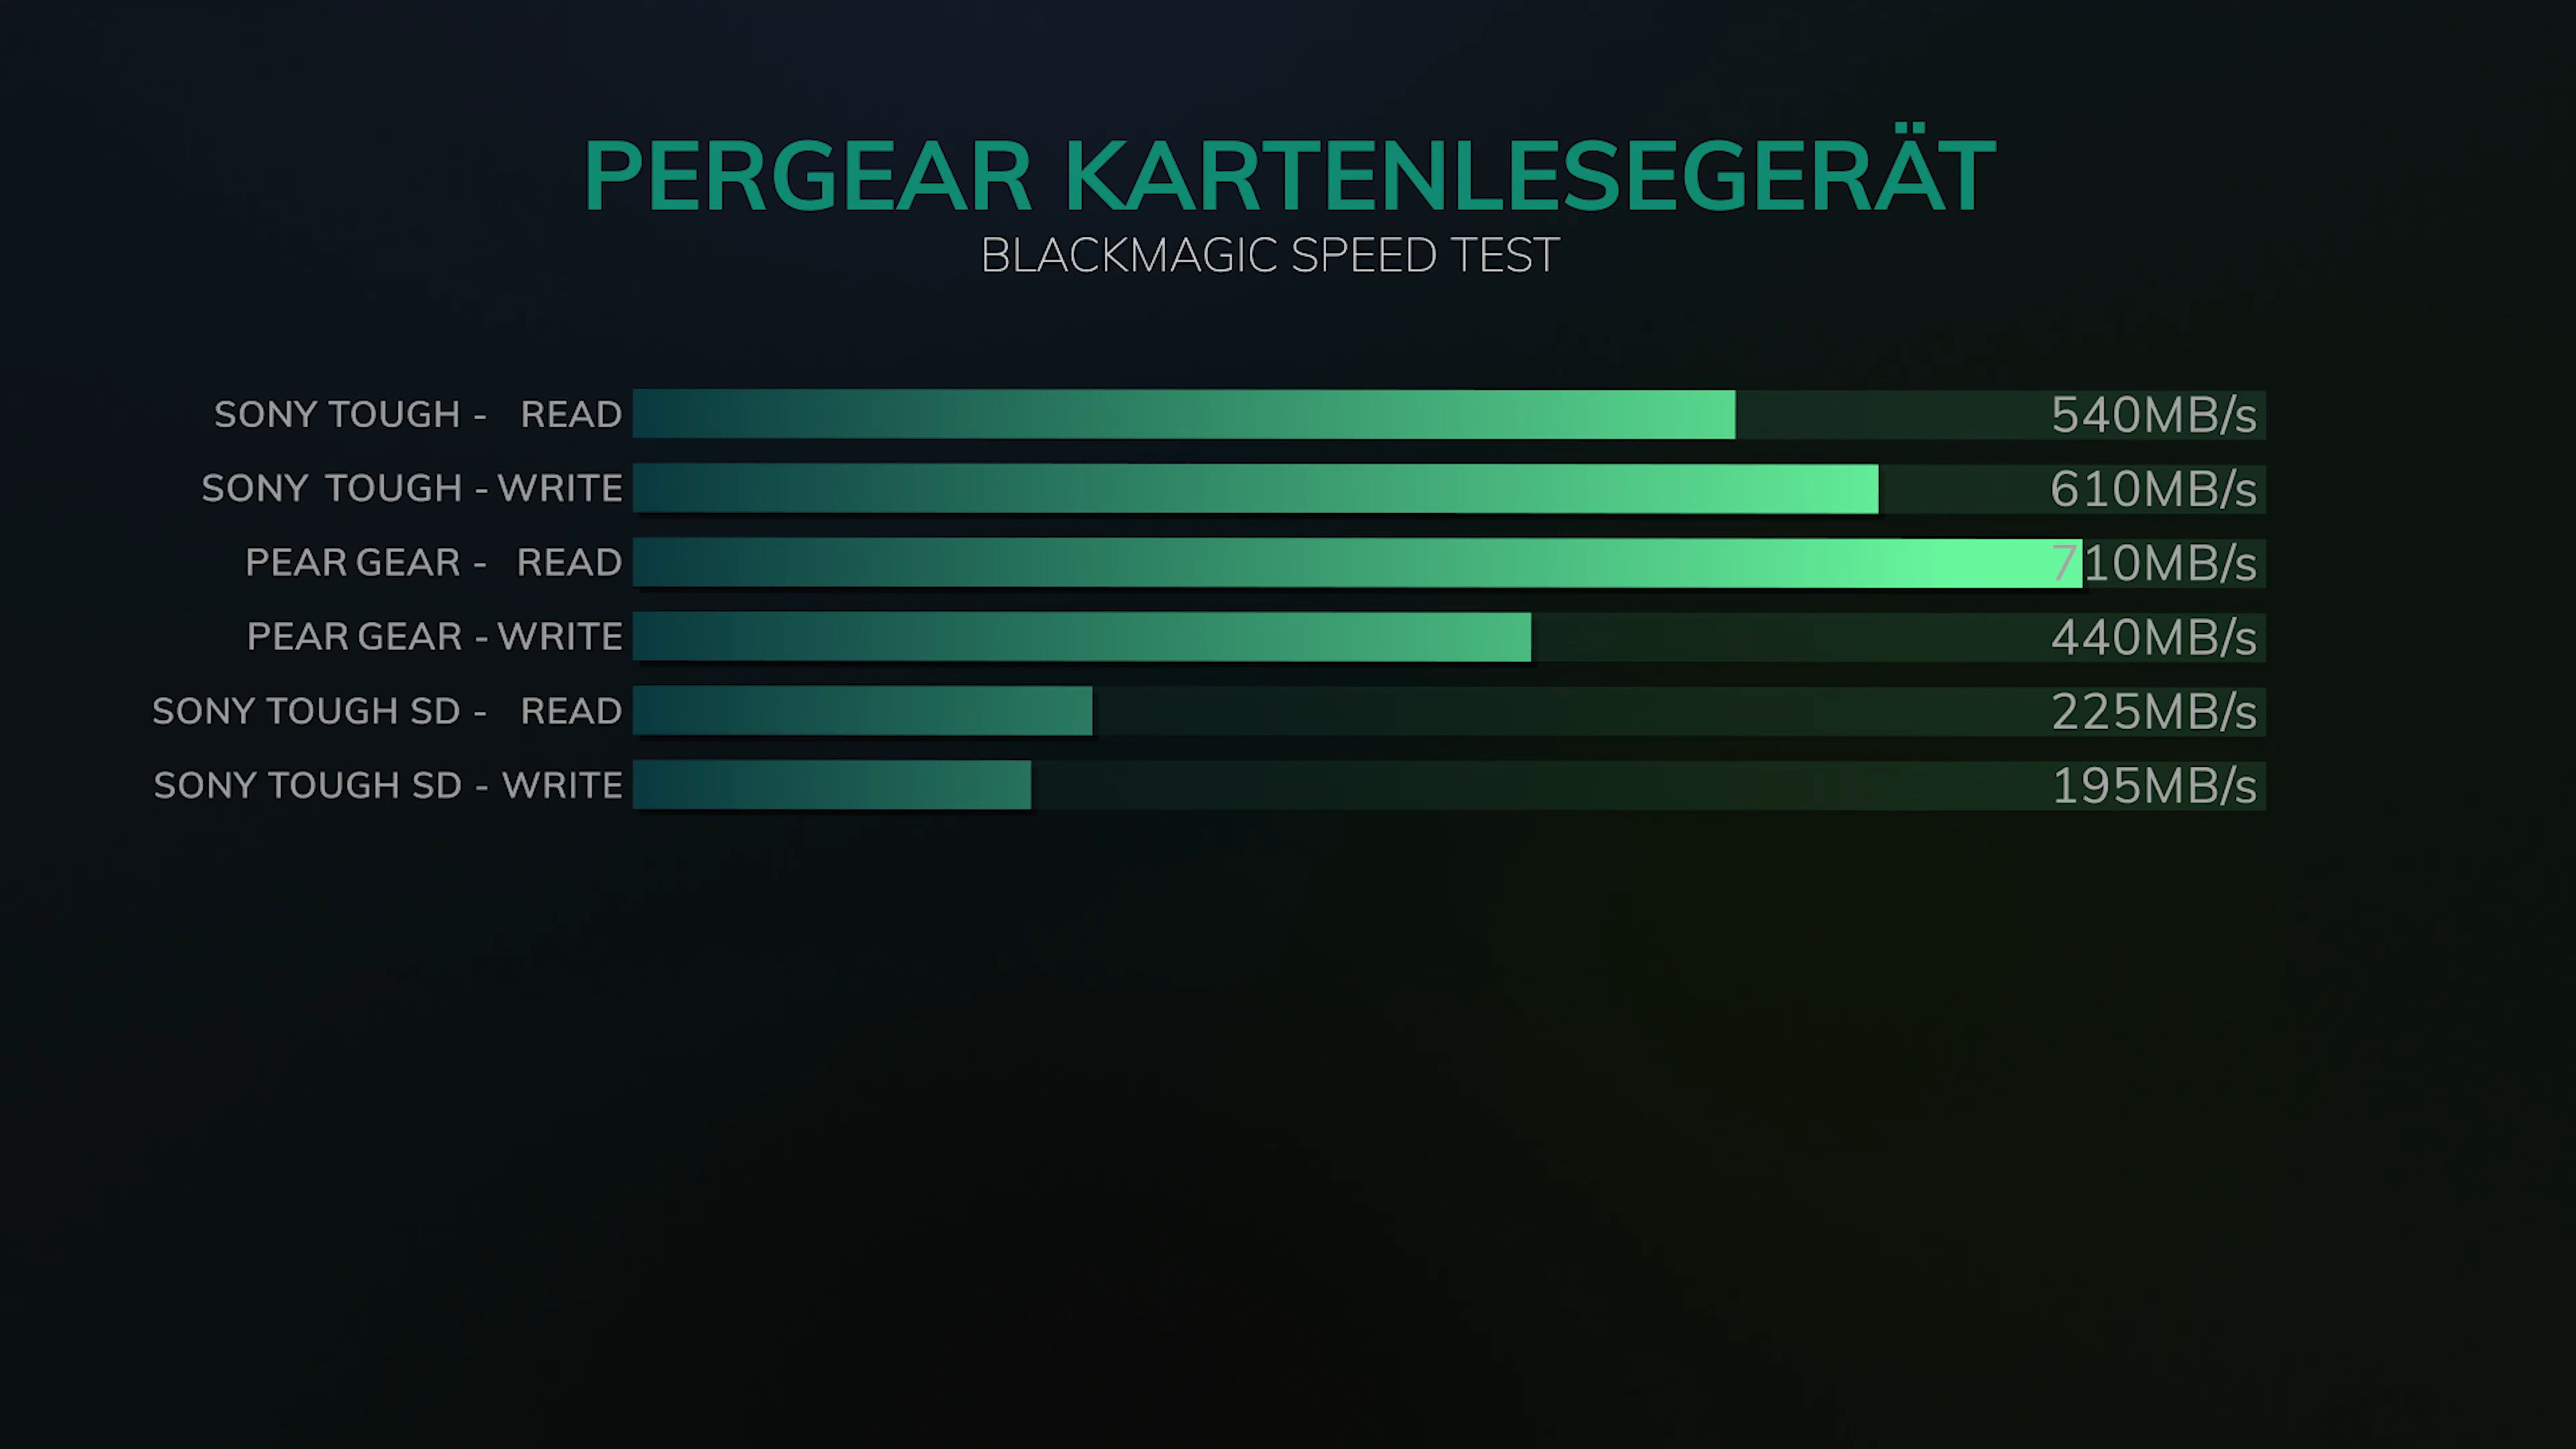 PERGEAR KARTENLESEGERÄT
BLACKMAGIC SPEED TEST
SONY TOUGH - READ 540MB/s
SONY TOUGH - WRITE 610MB/s
PEAR GEAR - READ 710MB/s
PEAR GEAR - WRITE 440MB/s
SONY TOUGH SD - READ 225MB/s
SONY TOUGH SD - WRITE 195MB/s